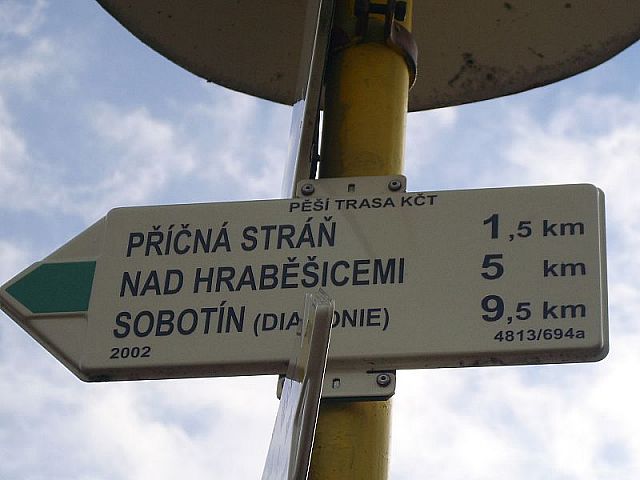 PĚŠÍ TRASA KČT
PŘÍČNÁ STRÁŇ 1,5 km
NAD HRABĚŠICEMI 5 km
SOBOTÍN 9,5 km
2002 4813/694a